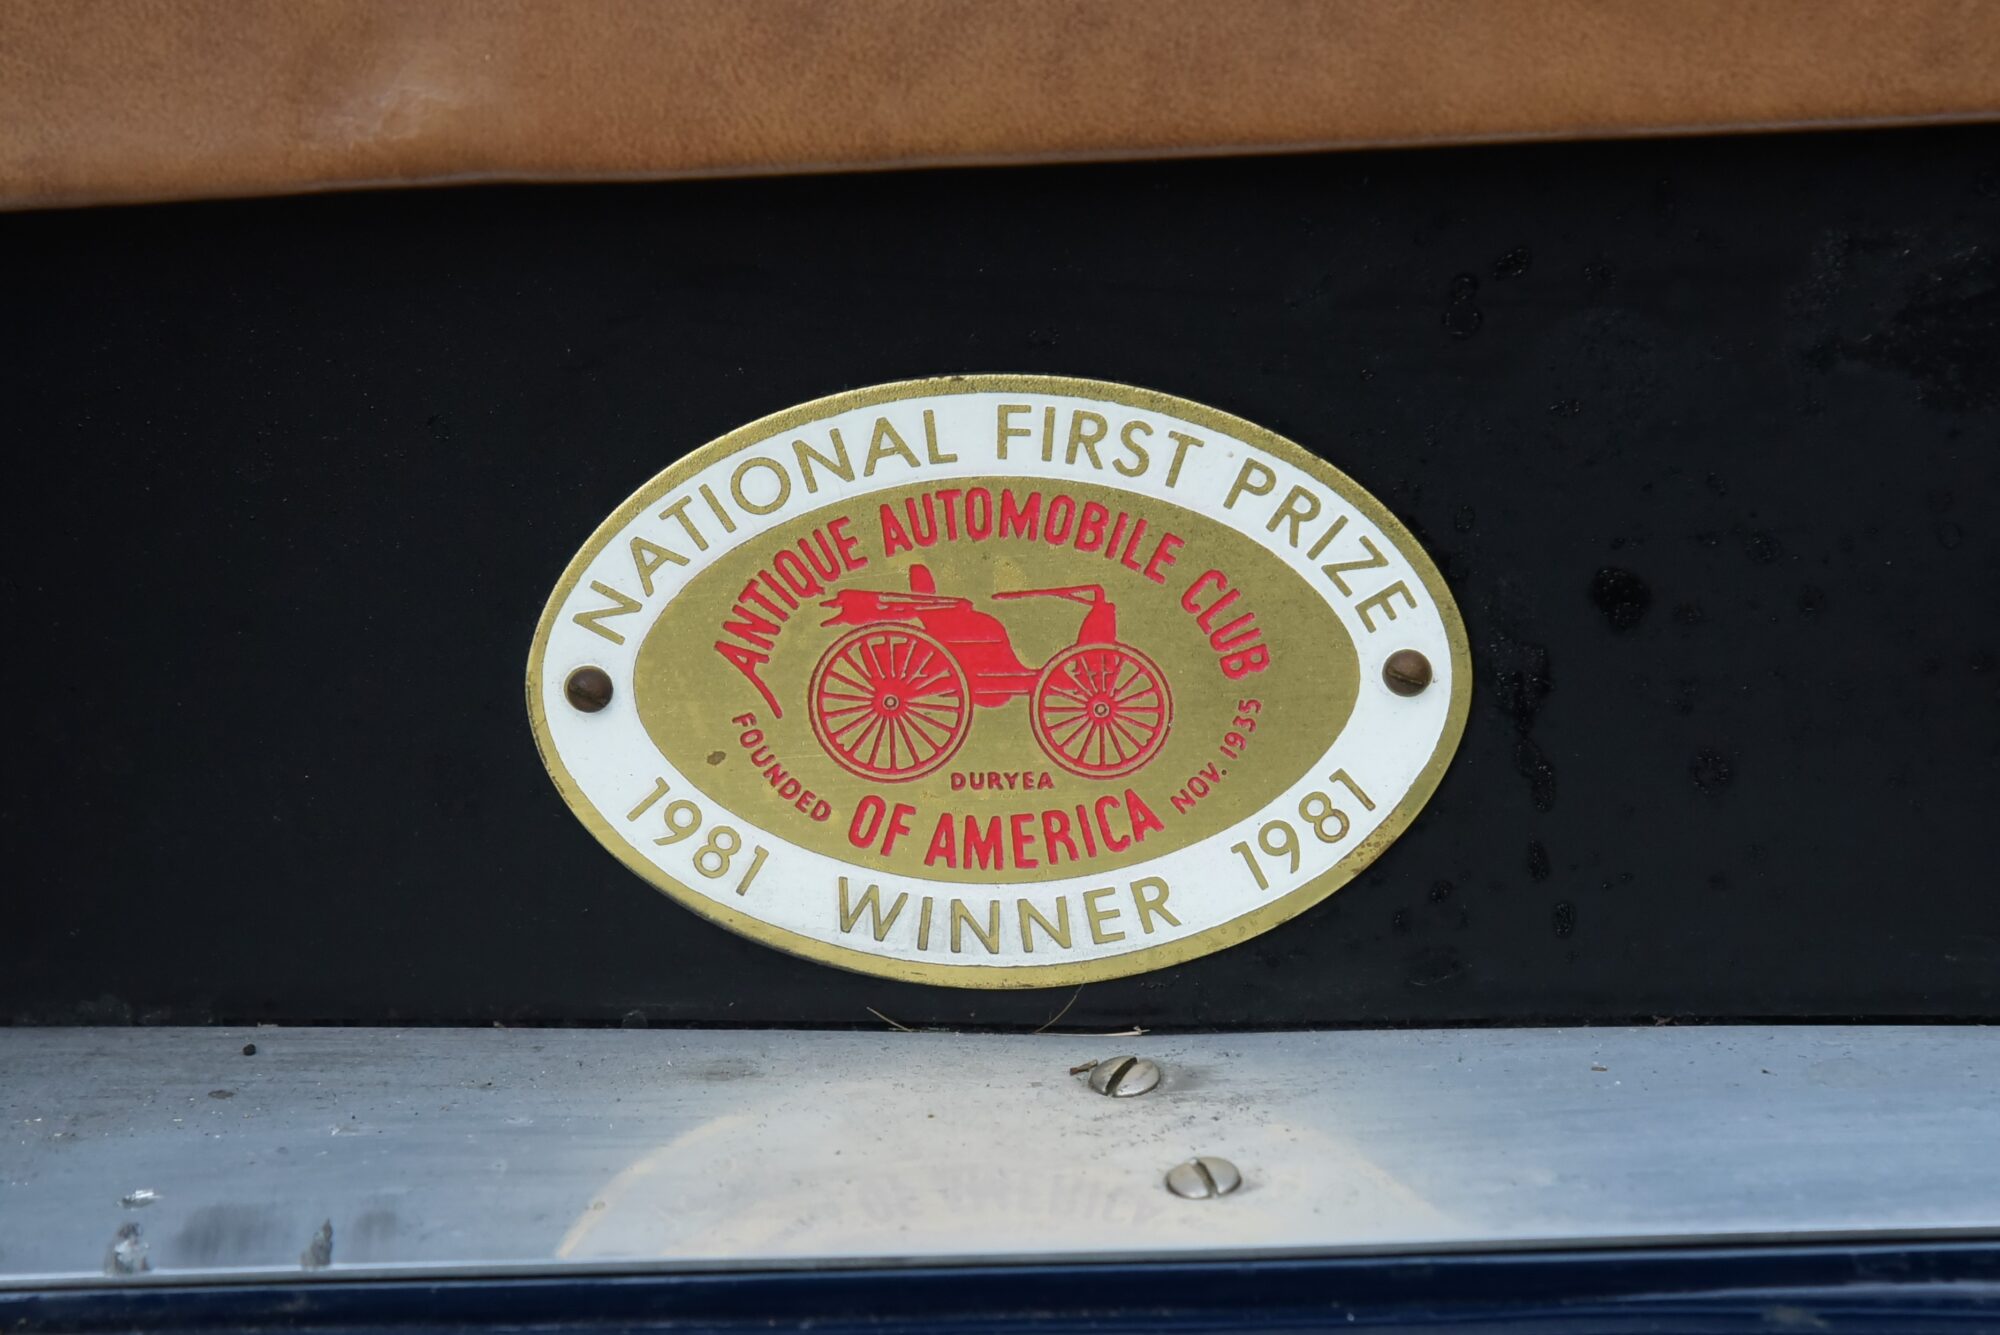 NATIONAL FIRST PRIZE
ANTIQUE AUTOMOBILE CLUB
FOUNDED
DURYEA
NOV. 1935
OF AMERICA
1981 WINNER 1981